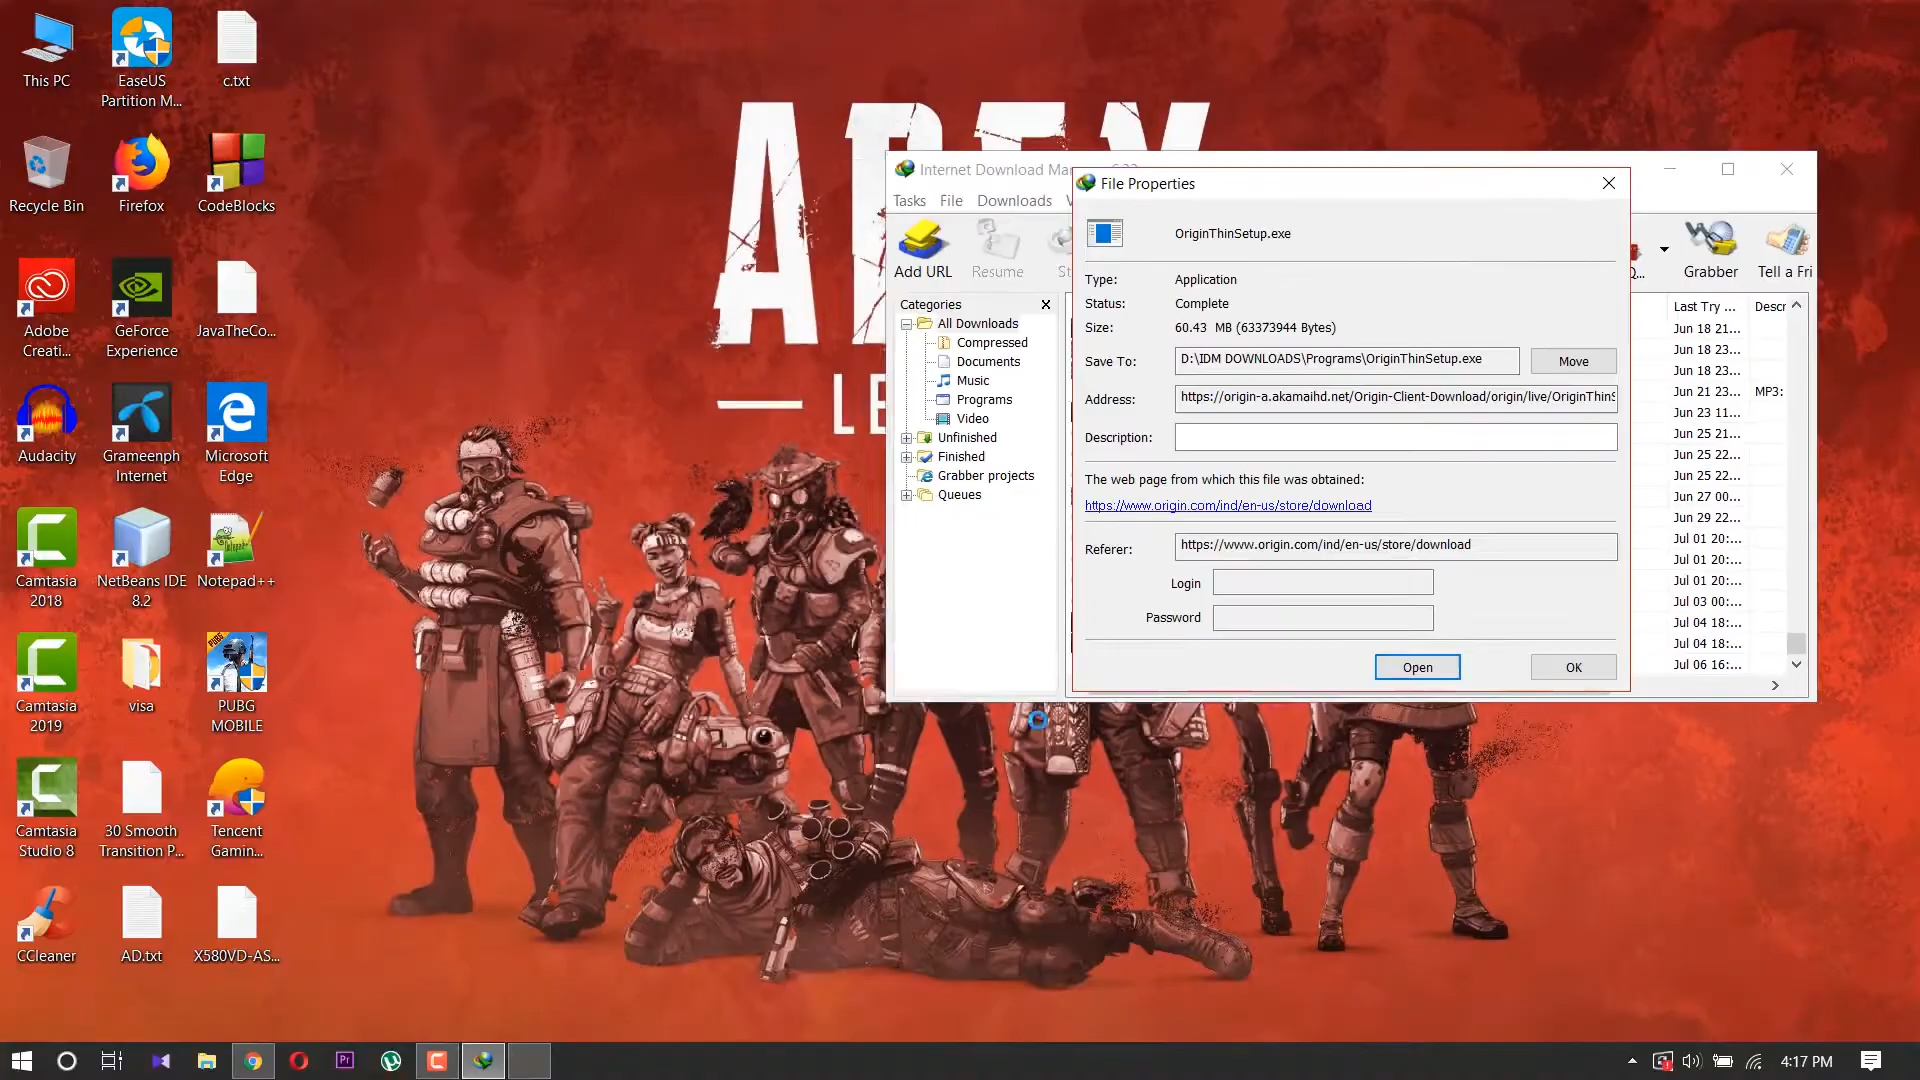 This PC
EaseUS
Partition M...
c.txt
Recycle Bin
Firefox
CodeBlocks
Adobe
Creati...
GeForce
Experience
JavaTheCo...
Audacity
Grameenph
Internet
Microsoft
Edge
Camtasia
2018
NetBeans IDE
8.2
Notepad++
Camtasia
2019
visa
PUBG
PUBG
MOBILE
Camtasia
Studio 8
30 Smooth
Transition P...
Tencent
Gamin...
CCleaner
AD.txt
X580VD-AS...
APEX
LE
Internet Download Ma
Tasks File Downloads
Add URL
Resume
St
Q...
Grabber
Tell a Fri
Categories
All Downloads
Compressed
Documents
Music
Programs
Video
Unfinished
Finished
Grabber projects
Queues
File Properties
OriginThinSetup.exe
Type: Application
Status: Complete
Size: 60.43 MB (63373944 Bytes)
Save To: D:\IDM DOWNLOADS\Programs\OriginThinSetup.exe Move
Address: https://origin-a.akamaihd.net/Origin-Client-Download/origin/live/OriginThinS
Description:
The web page from which this file was obtained:
https://www.origin.com/ind/en-us/store/download
Referer: https://www.origin.com/ind/en-us/store/download
Login
Password
Open OK
Last Try ... Descr
Jun 18 21...
Jun 18 23...
Jun 18 23...
Jun 21 23... MP3:
Jun 23 11...
Jun 25 21...
Jun 25 22...
Jun 25 22...
Jun 27 00...
Jun 29 22...
Jul 01 20:...
Jul 01 20:...
Jul 01 20:...
Jul 03 00:...
Jul 04 18:...
Jul 04 18:...
Jul 06 16:...
Pr
4:17 PM